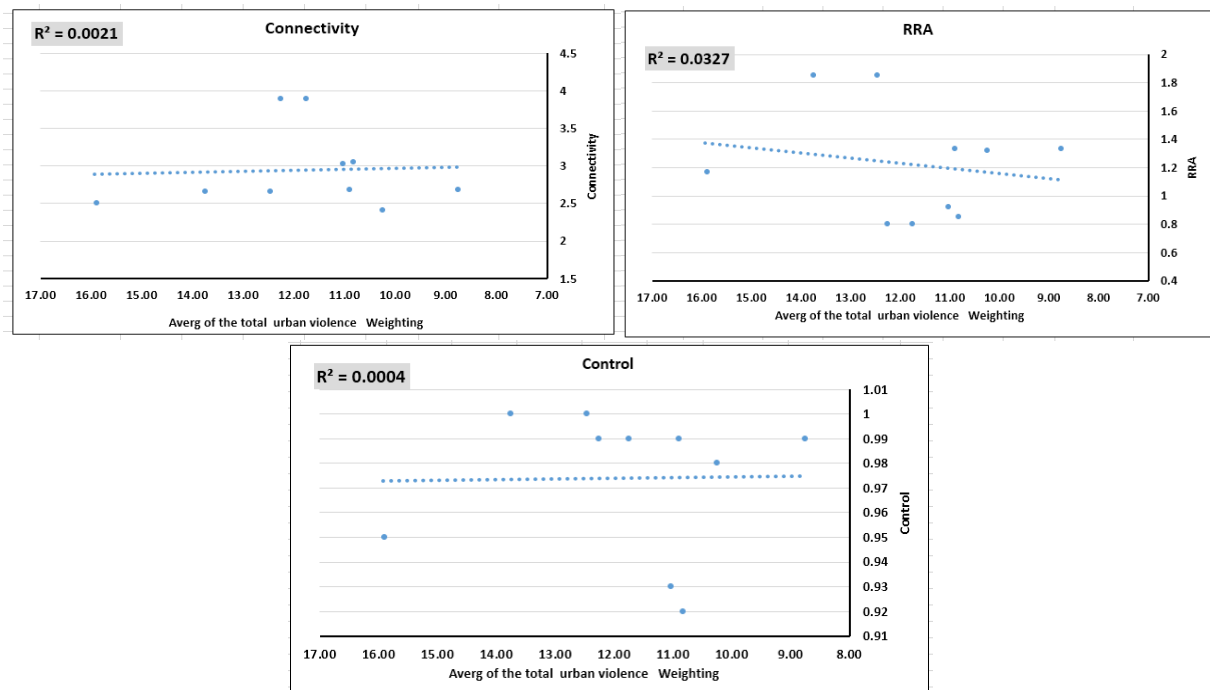 Connectivity
R² = 0.0021
4.5
4
3.5
3
2.5
2
1.5
Connectivity
17.00 16.00 15.00 14.00 13.00 12.00 11.00 10.00 9.00 8.00 7.00
Averg of the total urban violence Weighting
RRA
R² = 0.0327
2
1.8
1.6
1.4
1.2
1
0.8
0.6
0.4
RRA
17.00 16.00 15.00 14.00 13.00 12.00 11.00 10.00 9.00 8.00 7.00
Averg of the total urban violence Weighting
Control
R² = 0.0004
1.01
1
0.99
0.98
0.97
0.96
0.95
0.94
0.93
0.92
0.91
Control
17.00 16.00 15.00 14.00 13.00 12.00 11.00 10.00 9.00 8.00
Averg of the total urban violence Weighting